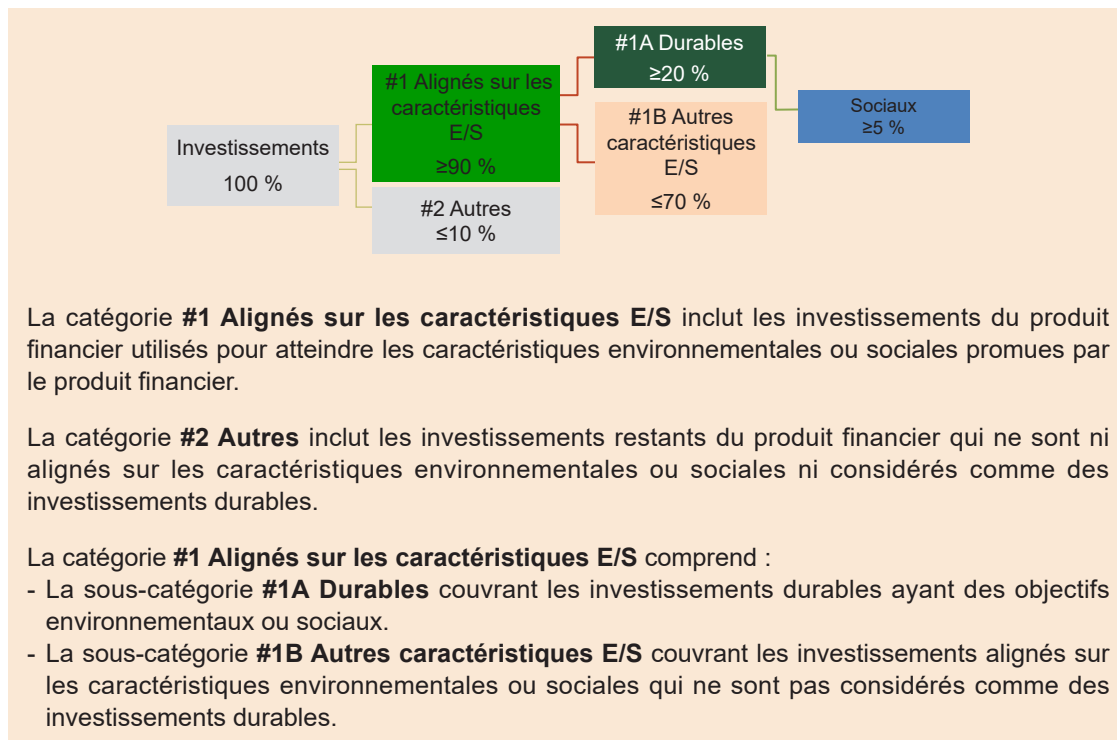 Investissements
100 %
#1 Alignés sur les
caractéristiques
E/S
≥90 %
#2 Autres
≤10 %
#1A Durables
≥20 %
#1B Autres
caractéristiques
E/S
≤70 %
Sociaux
≥5 %
La catégorie #1 Alignés sur les caractéristiques E/S inclut les investissements du produit
financier utilisés pour atteindre les caractéristiques environnementales ou sociales promues par
le produit financier.
La catégorie #2 Autres inclut les investissements restants du produit financier qui ne sont ni
alignés sur les caractéristiques environnementales ou sociales ni considérés comme des
investissements durables.
La catégorie #1 Alignés sur les caractéristiques E/S comprend :
- La sous-catégorie #1A Durables couvrant les investissements durables ayant des objectifs
environnementaux ou sociaux.
- La sous-catégorie #1B Autres caractéristiques E/S couvrant les investissements alignés sur
les caractéristiques environnementales ou sociales qui ne sont pas considérés comme des
investissements durables.